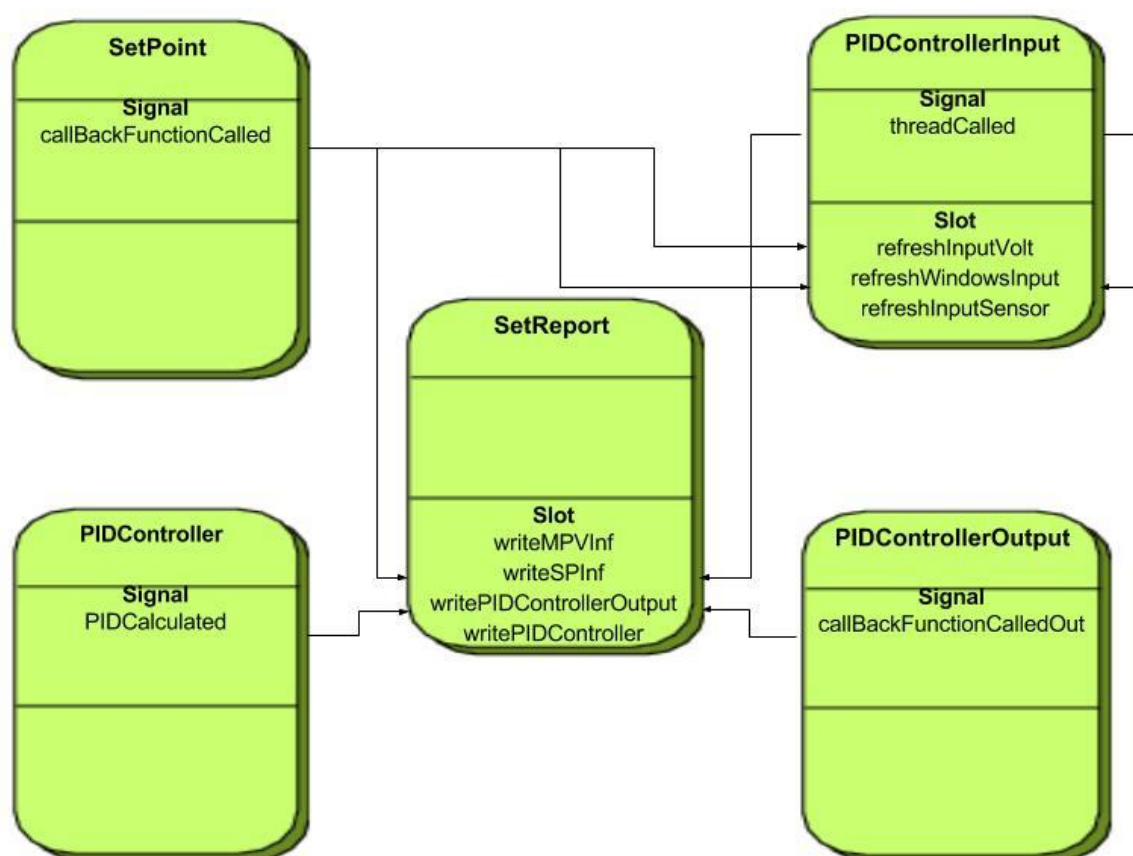 SetPoint
Signal
callBackFunctionCalled
PIDControllerInput
Signal
threadCalled
Slot
refreshInputVolt
refreshWindowsInput
refreshInputSensor
SetReport
Slot
writeMPVInf
writeSPInf
writePIDControllerOutput
writePIDController
PIDController
Signal
PIDCalculated
PIDControllerOutput
Signal
callBackFunctionCalledOut